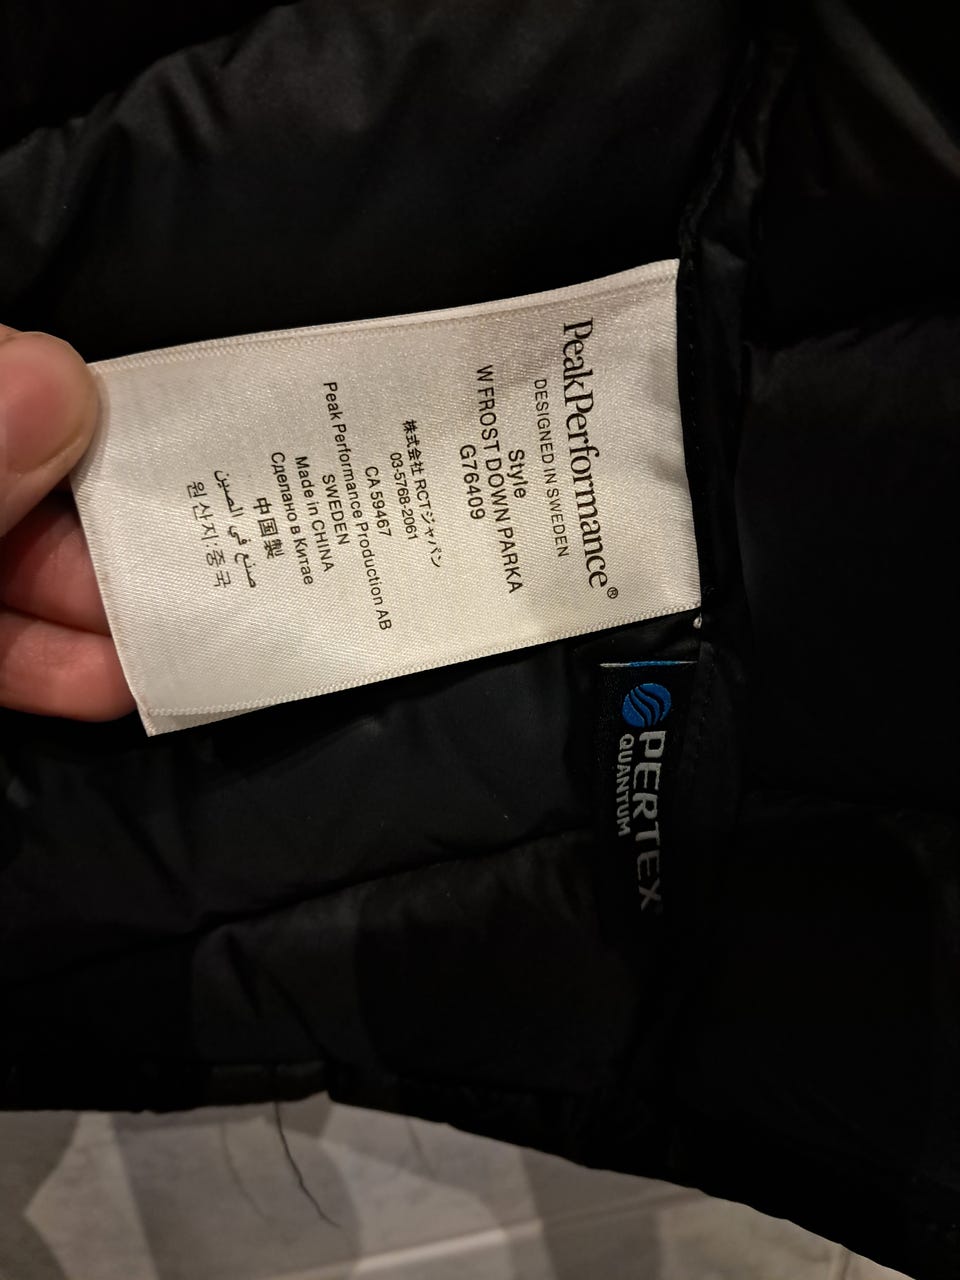 PeakPerformance®
DESIGNED IN SWEDEN
Style
W FROST DOWN PARKA
G76409
株式会社 RCTジャパン
03-5768-2061
CA 59467
Peak Performance Production AB
SWEDEN
Made in CHINA
Сделано в Китае
中国製
صنع في الصين
원산지:중국
PERTEX
QUANTUM